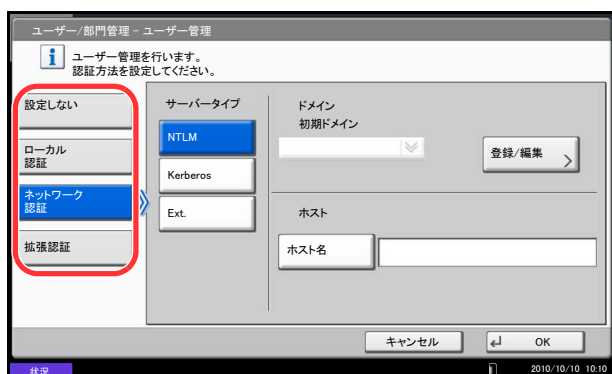 ユーザー/部門管理 - ユーザー管理
ユーザー管理を行います。
認証方法を設定してください。
設定しない
ローカル
認証
ネットワーク
認証
拡張認証
サーバータイプ
NTLM
Kerberos
Ext.
ドメイン
初期ドメイン
登録/編集
ホスト
ホスト名
キャンセル
OK
状況
2010/10/10 10:10